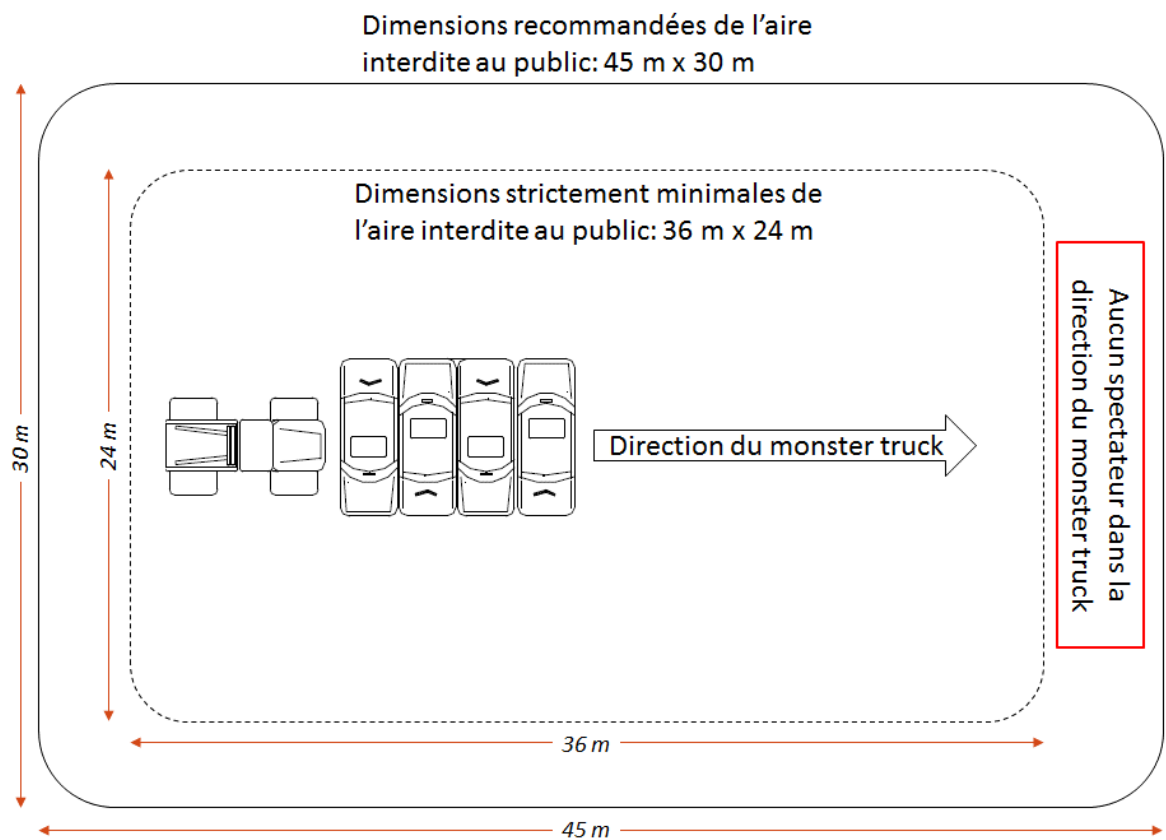 Dimensions recommandées de l’aire
interdite au public: 45 m x 30 m
Dimensions strictement minimales de
l’aire interdite au public: 36 m x 24 m
30 m
24 m
Direction du monster truck
Aucun spectateur dans la
direction du monster truck
36 m
45 m